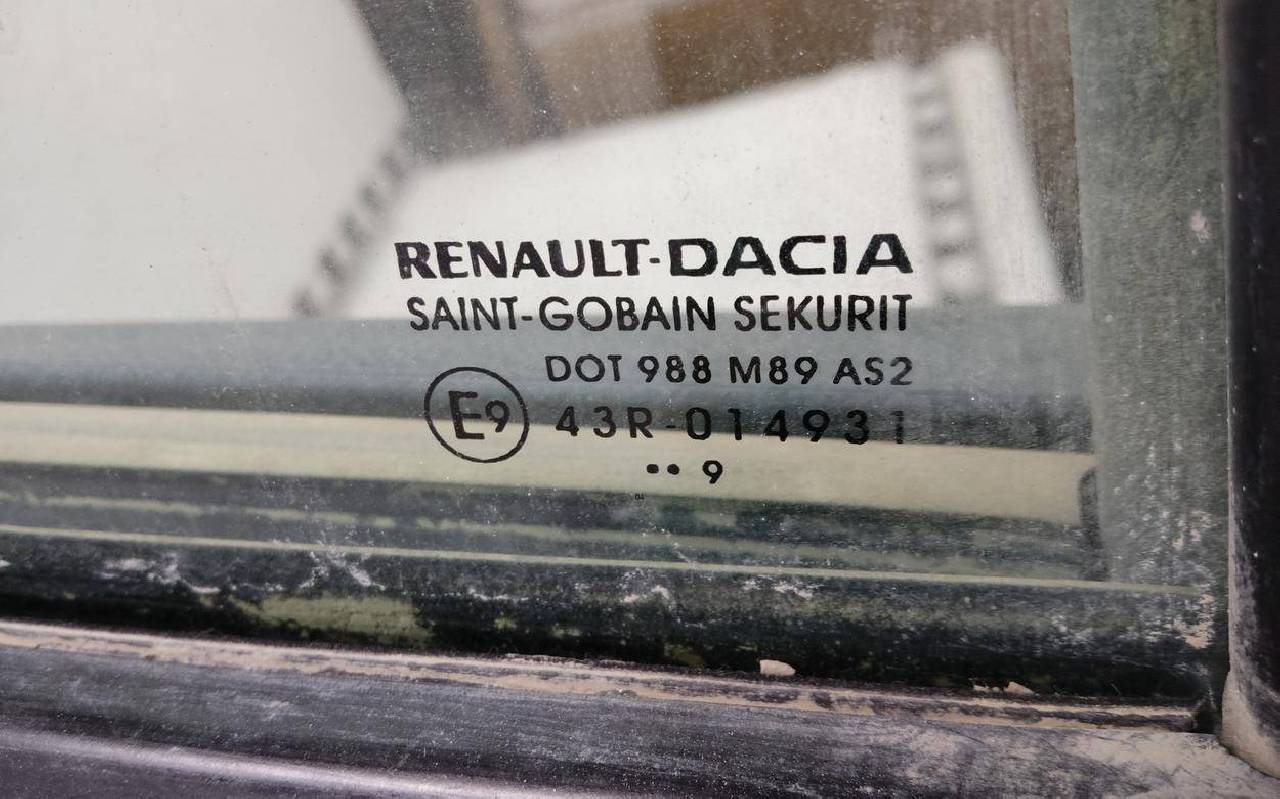 RENAULT-DACIA
SAINT-GOBAIN SEKURIT
DOT 988 M89 AS2
E9 43R-014931
•• 9